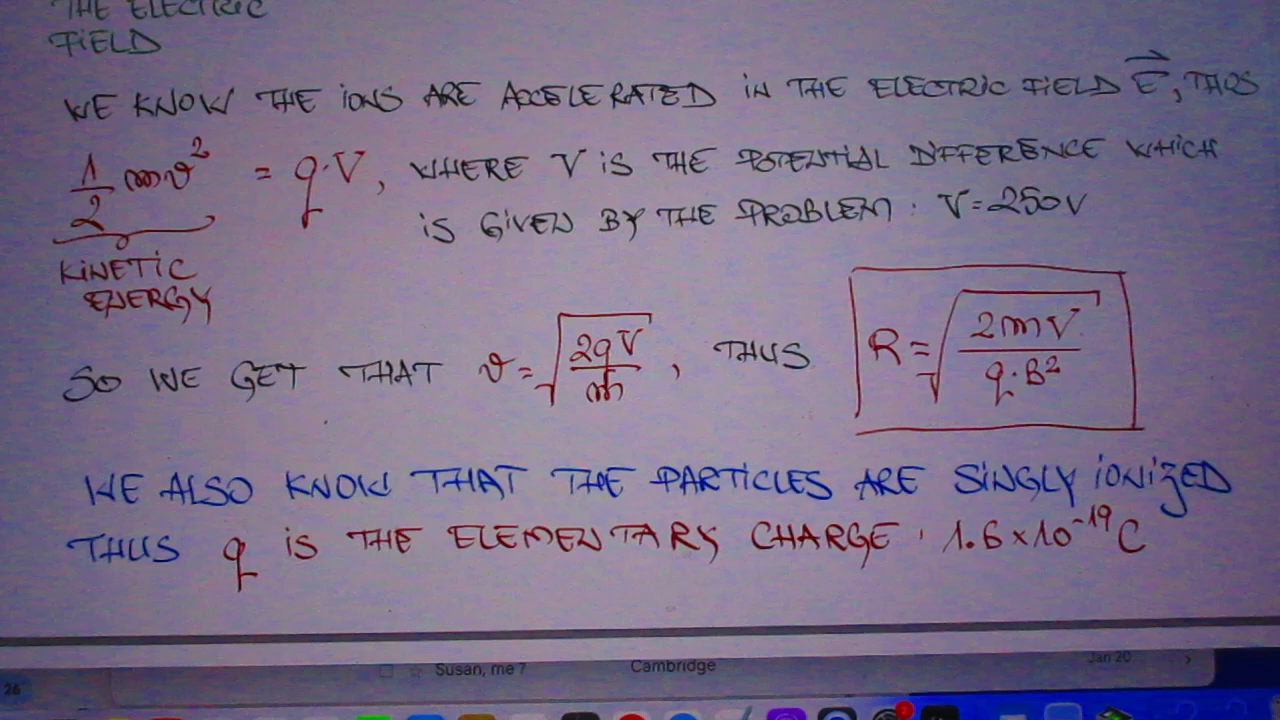 THE ELECTRIC
FIELD
WE KNOW THE IONS ARE ACCELERATED IN THE ELECTRIC FIELD E⃗, THUS
1/2 mv² = q·V, WHERE V IS THE POTENTIAL DIFFERENCE WHICH
IS GIVEN BY THE PROBLEM: V=250V
KINETIC
ENERGY
SO WE GET THAT v=√(2qV/m), THUS R=√(2mV/(q·B²))
WE ALSO KNOW THAT THE PARTICLES ARE SINGLY IONIZED
THUS q IS THE ELEMENTARY CHARGE: 1.6×10⁻¹⁹C
Susan, me 7 Cambridge Jan 20
26